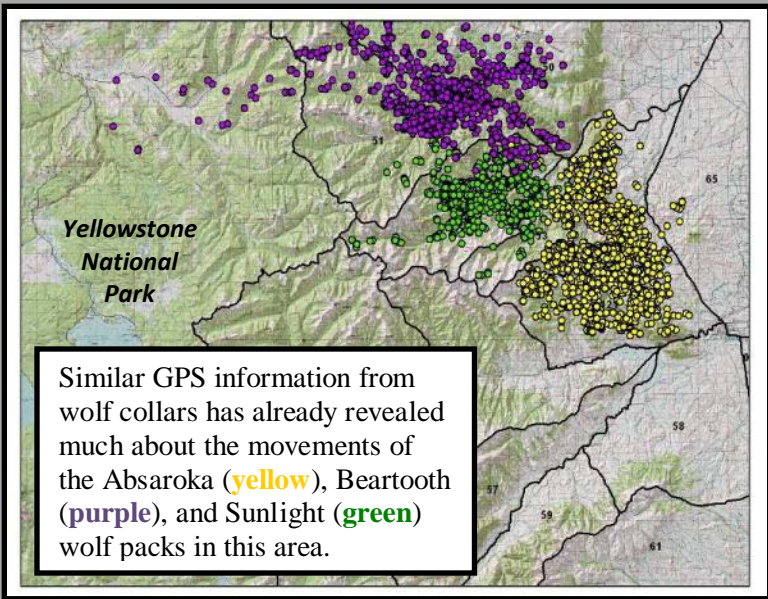 50
51
65
Yellowstone
National
Park
Similar GPS information from
wolf collars has already revealed
much about the movements of
the Absaroka (yellow), Beartooth
(purple), and Sunlight (green)
wolf packs in this area.
58
57
59
61